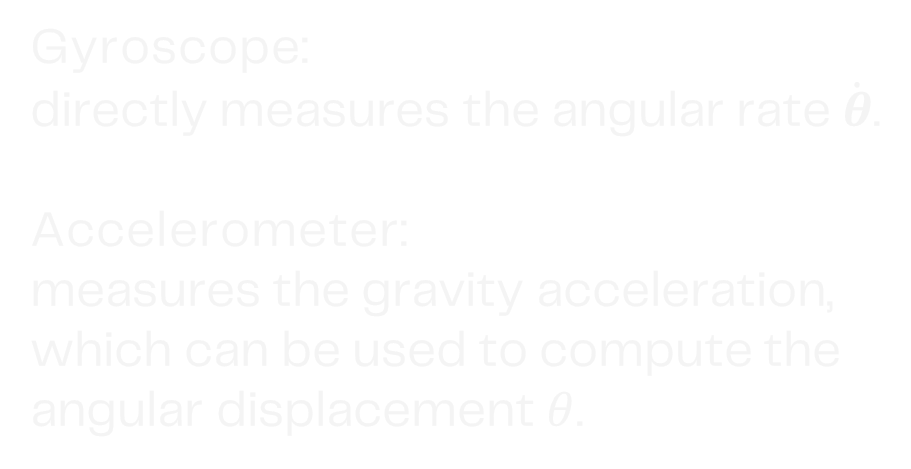 Gyroscope:
directly measures the angular rate θ̇.
Accelerometer:
measures the gravity acceleration,
which can be used to compute the
angular displacement θ.